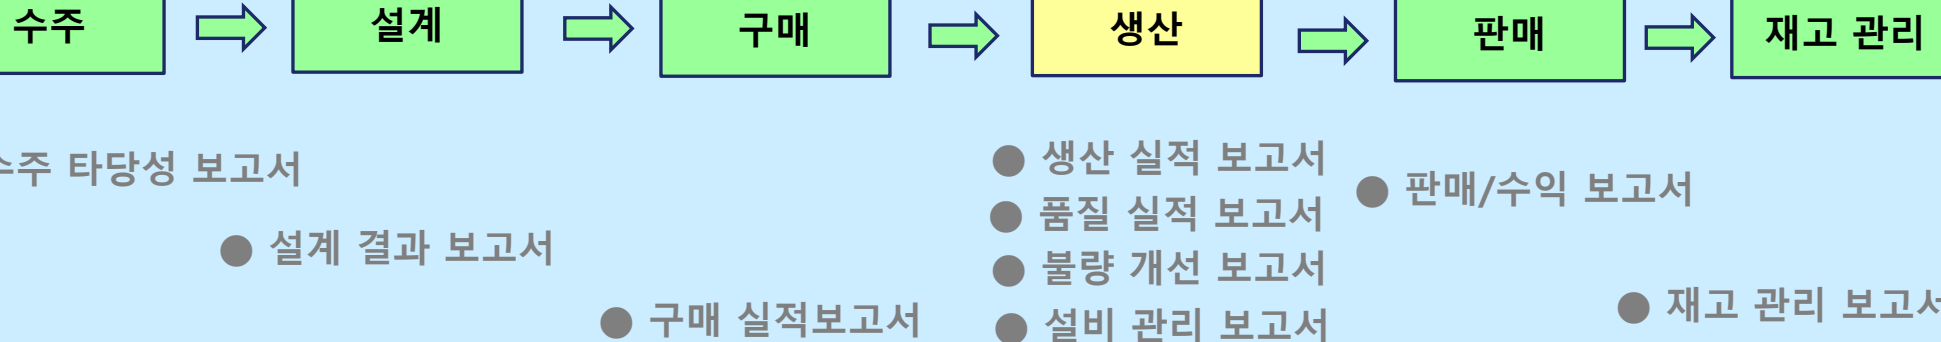 수주
설계
구매
생산
판매
재고 관리
수주 타당성 보고서
● 설계 결과 보고서
● 구매 실적보고서
● 생산 실적 보고서
● 품질 실적 보고서
● 불량 개선 보고서
● 설비 관리 보고서
● 판매/수익 보고서
● 재고 관리 보고서